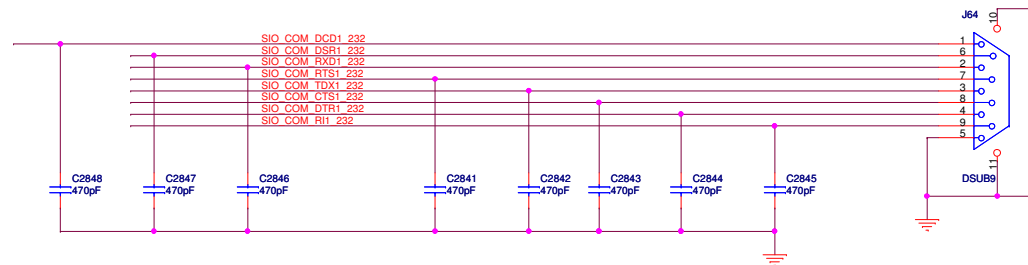 J64
10
SIO_COM_DCD1_232
1
SIO_COM_DSR1_232
6
SIO_COM_RXD1_232
2
SIO_COM_RTS1_232
7
SIO_COM_TDX1_232
3
SIO_COM_CTS1_232
8
SIO_COM_DTR1_232
4
SIO_COM_RI1_232
9
5
11
DSUB9
C2848
470pF
C2847
470pF
C2846
470pF
C2841
470pF
C2842
470pF
C2843
470pF
C2844
470pF
C2845
470pF